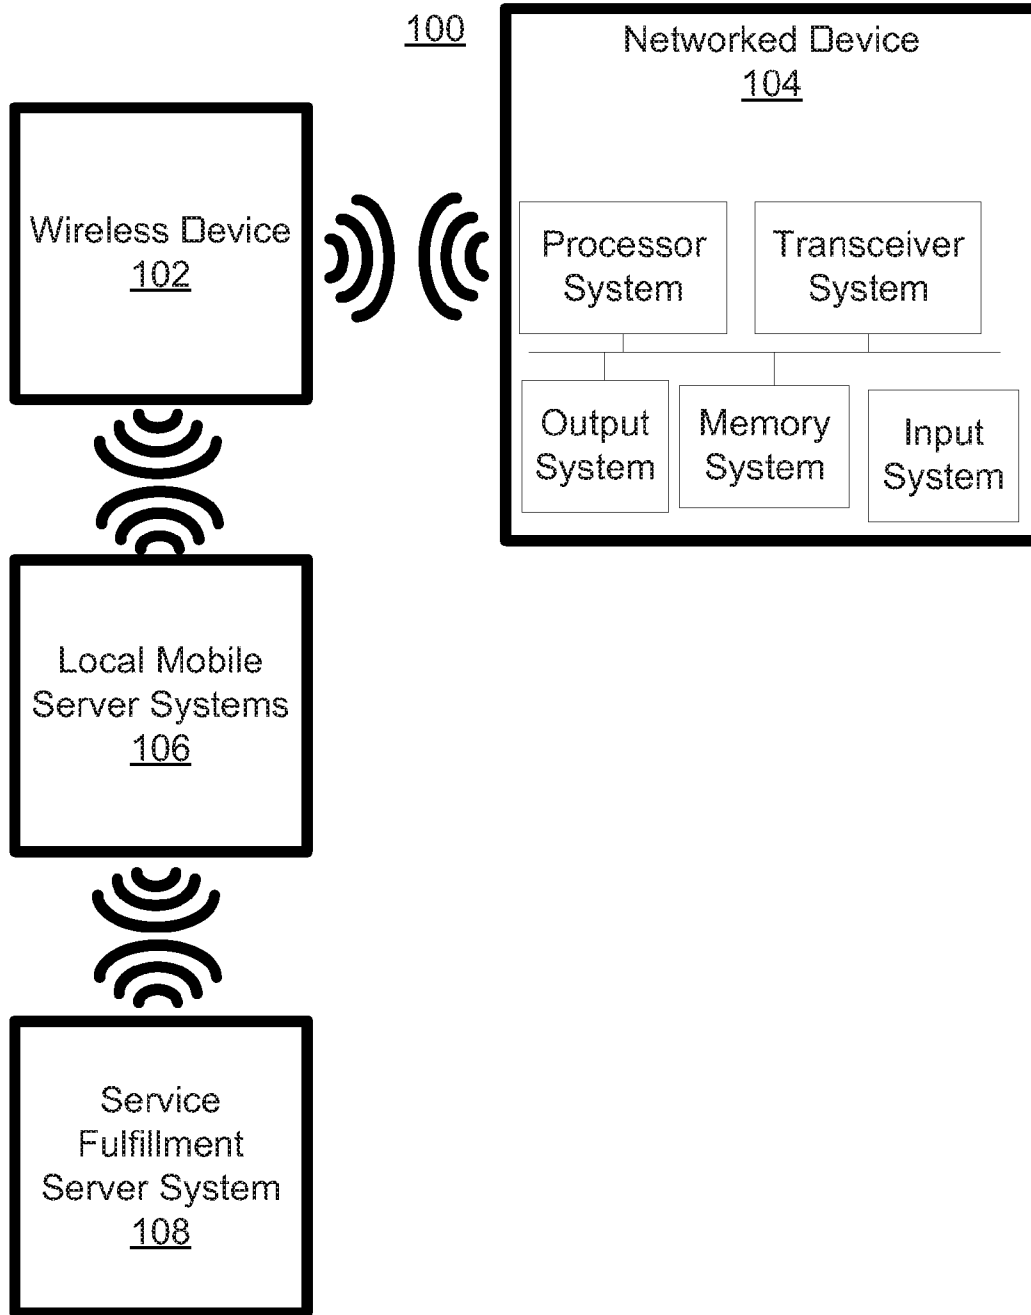 100
Networked Device
104
Wireless Device
102
Processor
System
Transceiver
System
Output
System
Memory
System
Input
System
Local Mobile
Server Systems
106
Service
Fulfillment
Server System
108